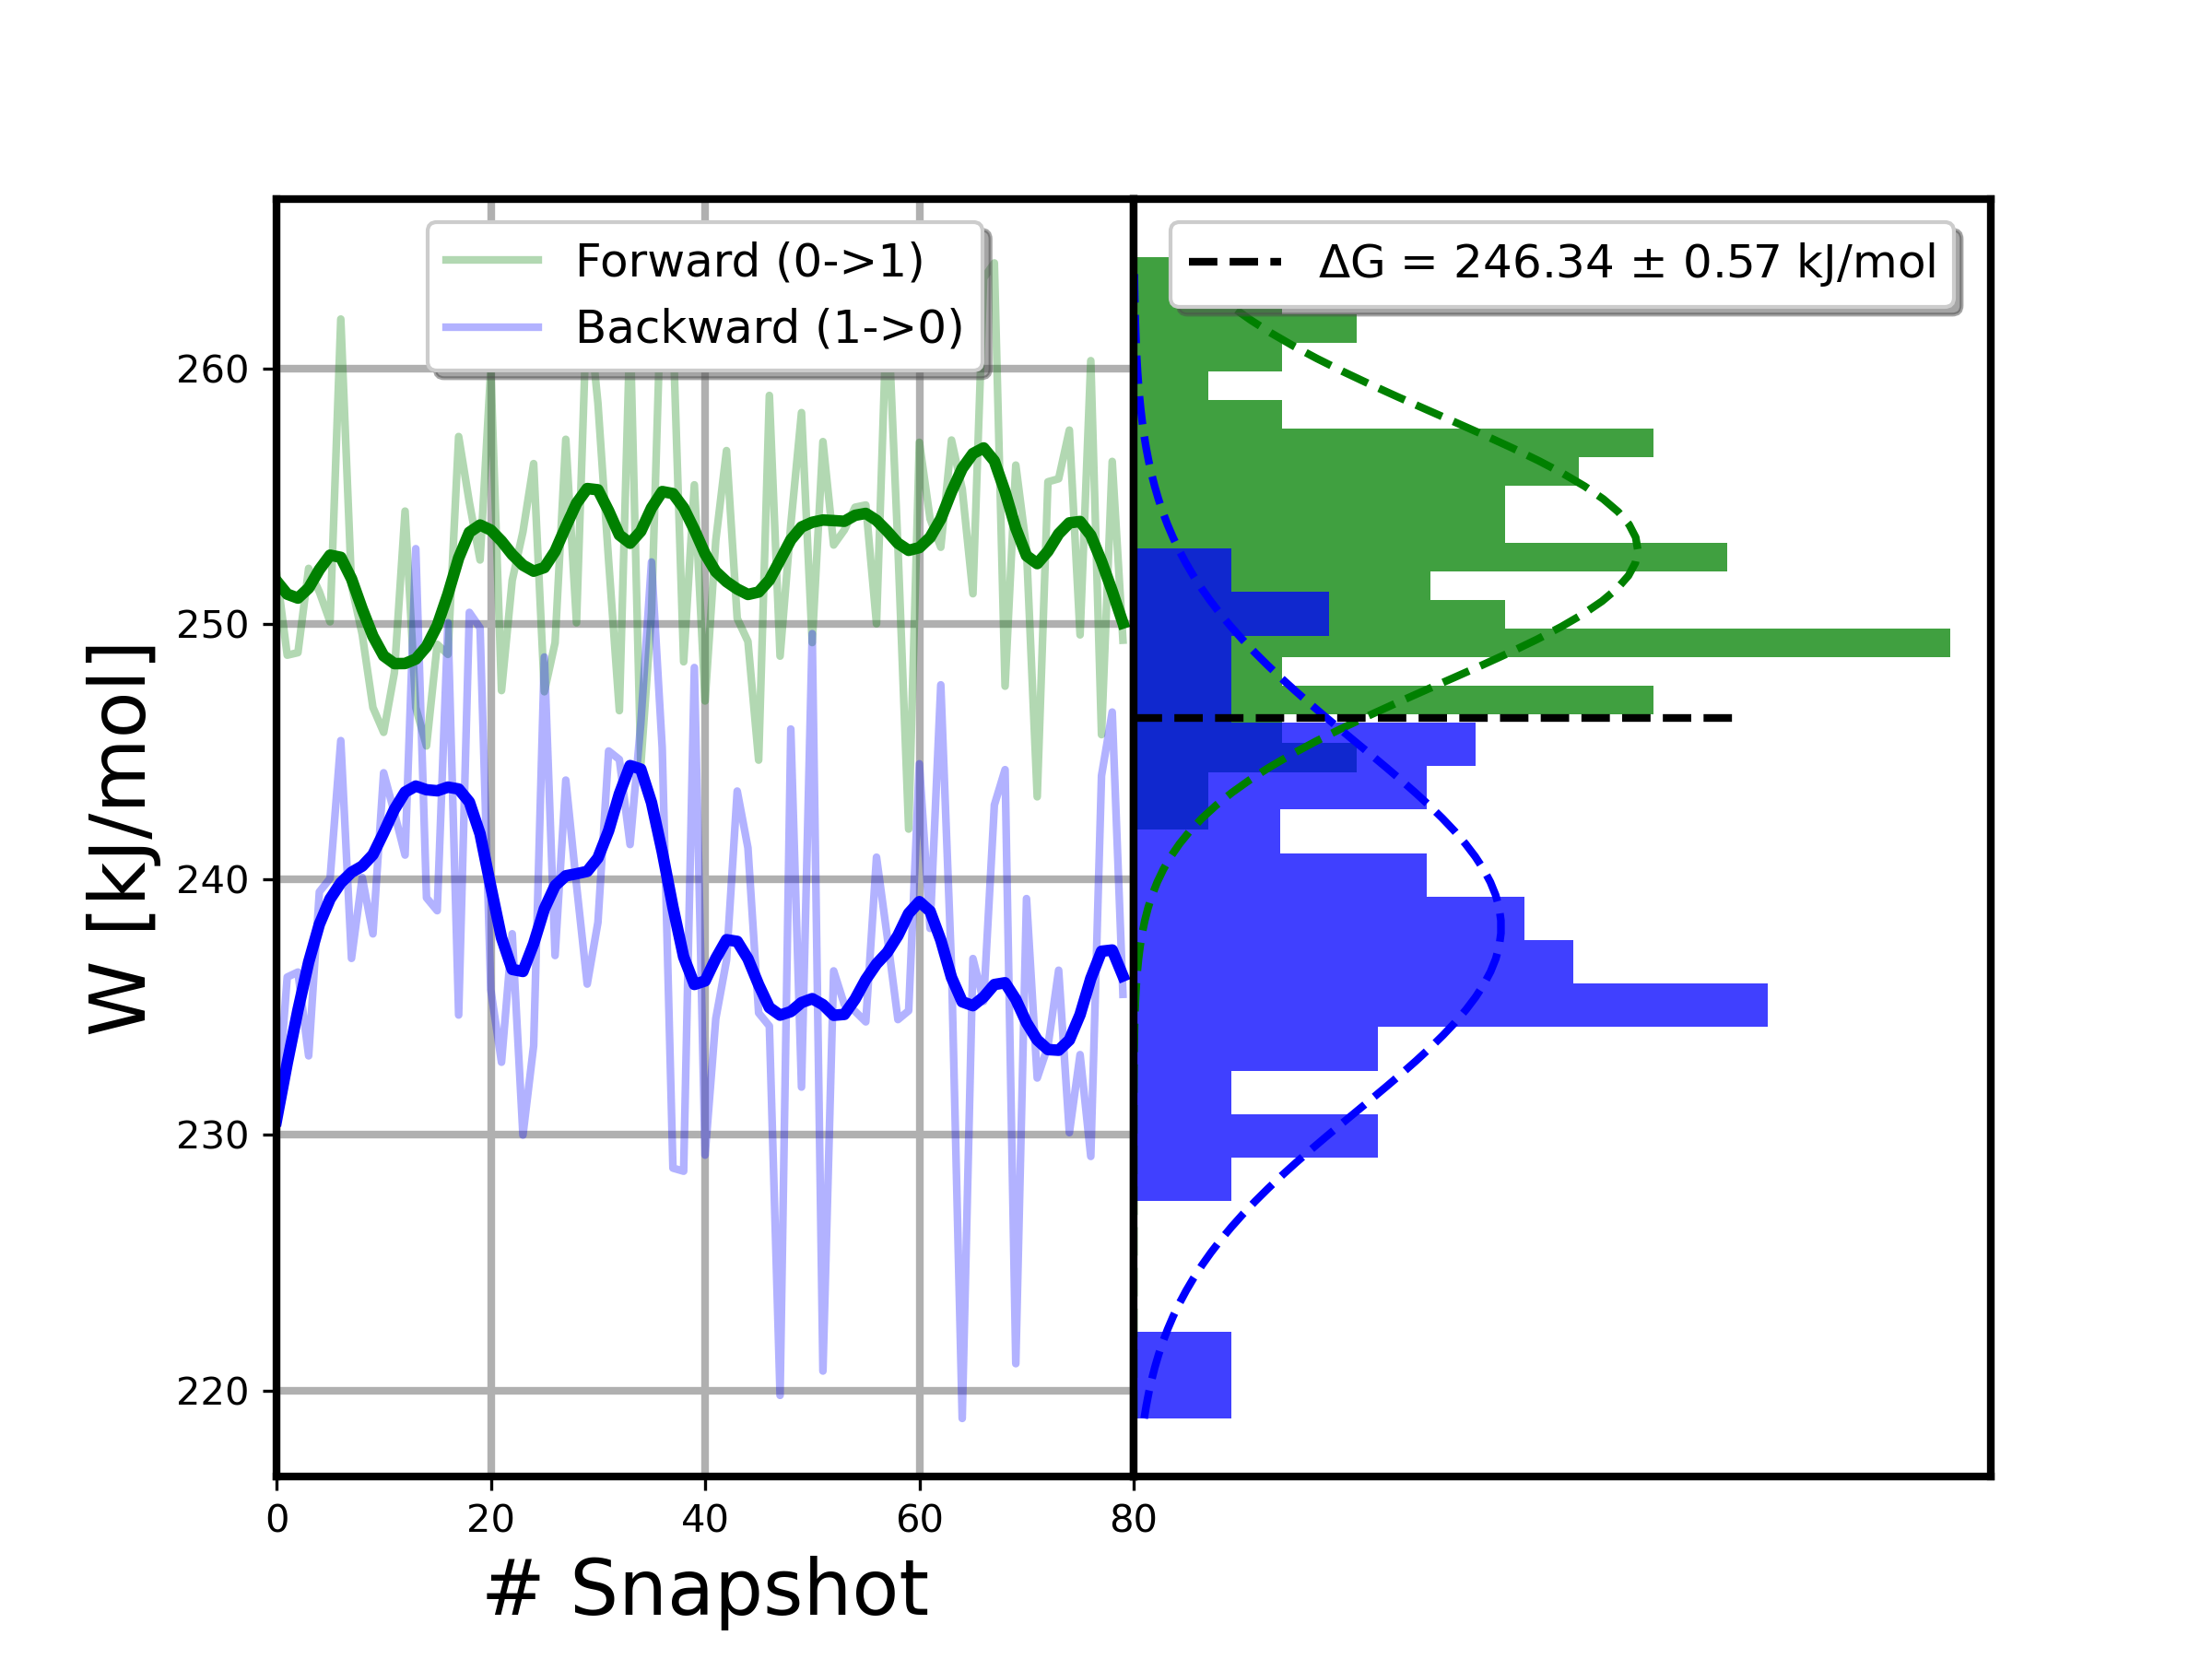 Forward (0->1)
Backward (1->0)
ΔG = 246.34 ± 0.57 kJ/mol
260
250
240
230
220
W [kJ/mol]
0 20 40 60 80
# Snapshot